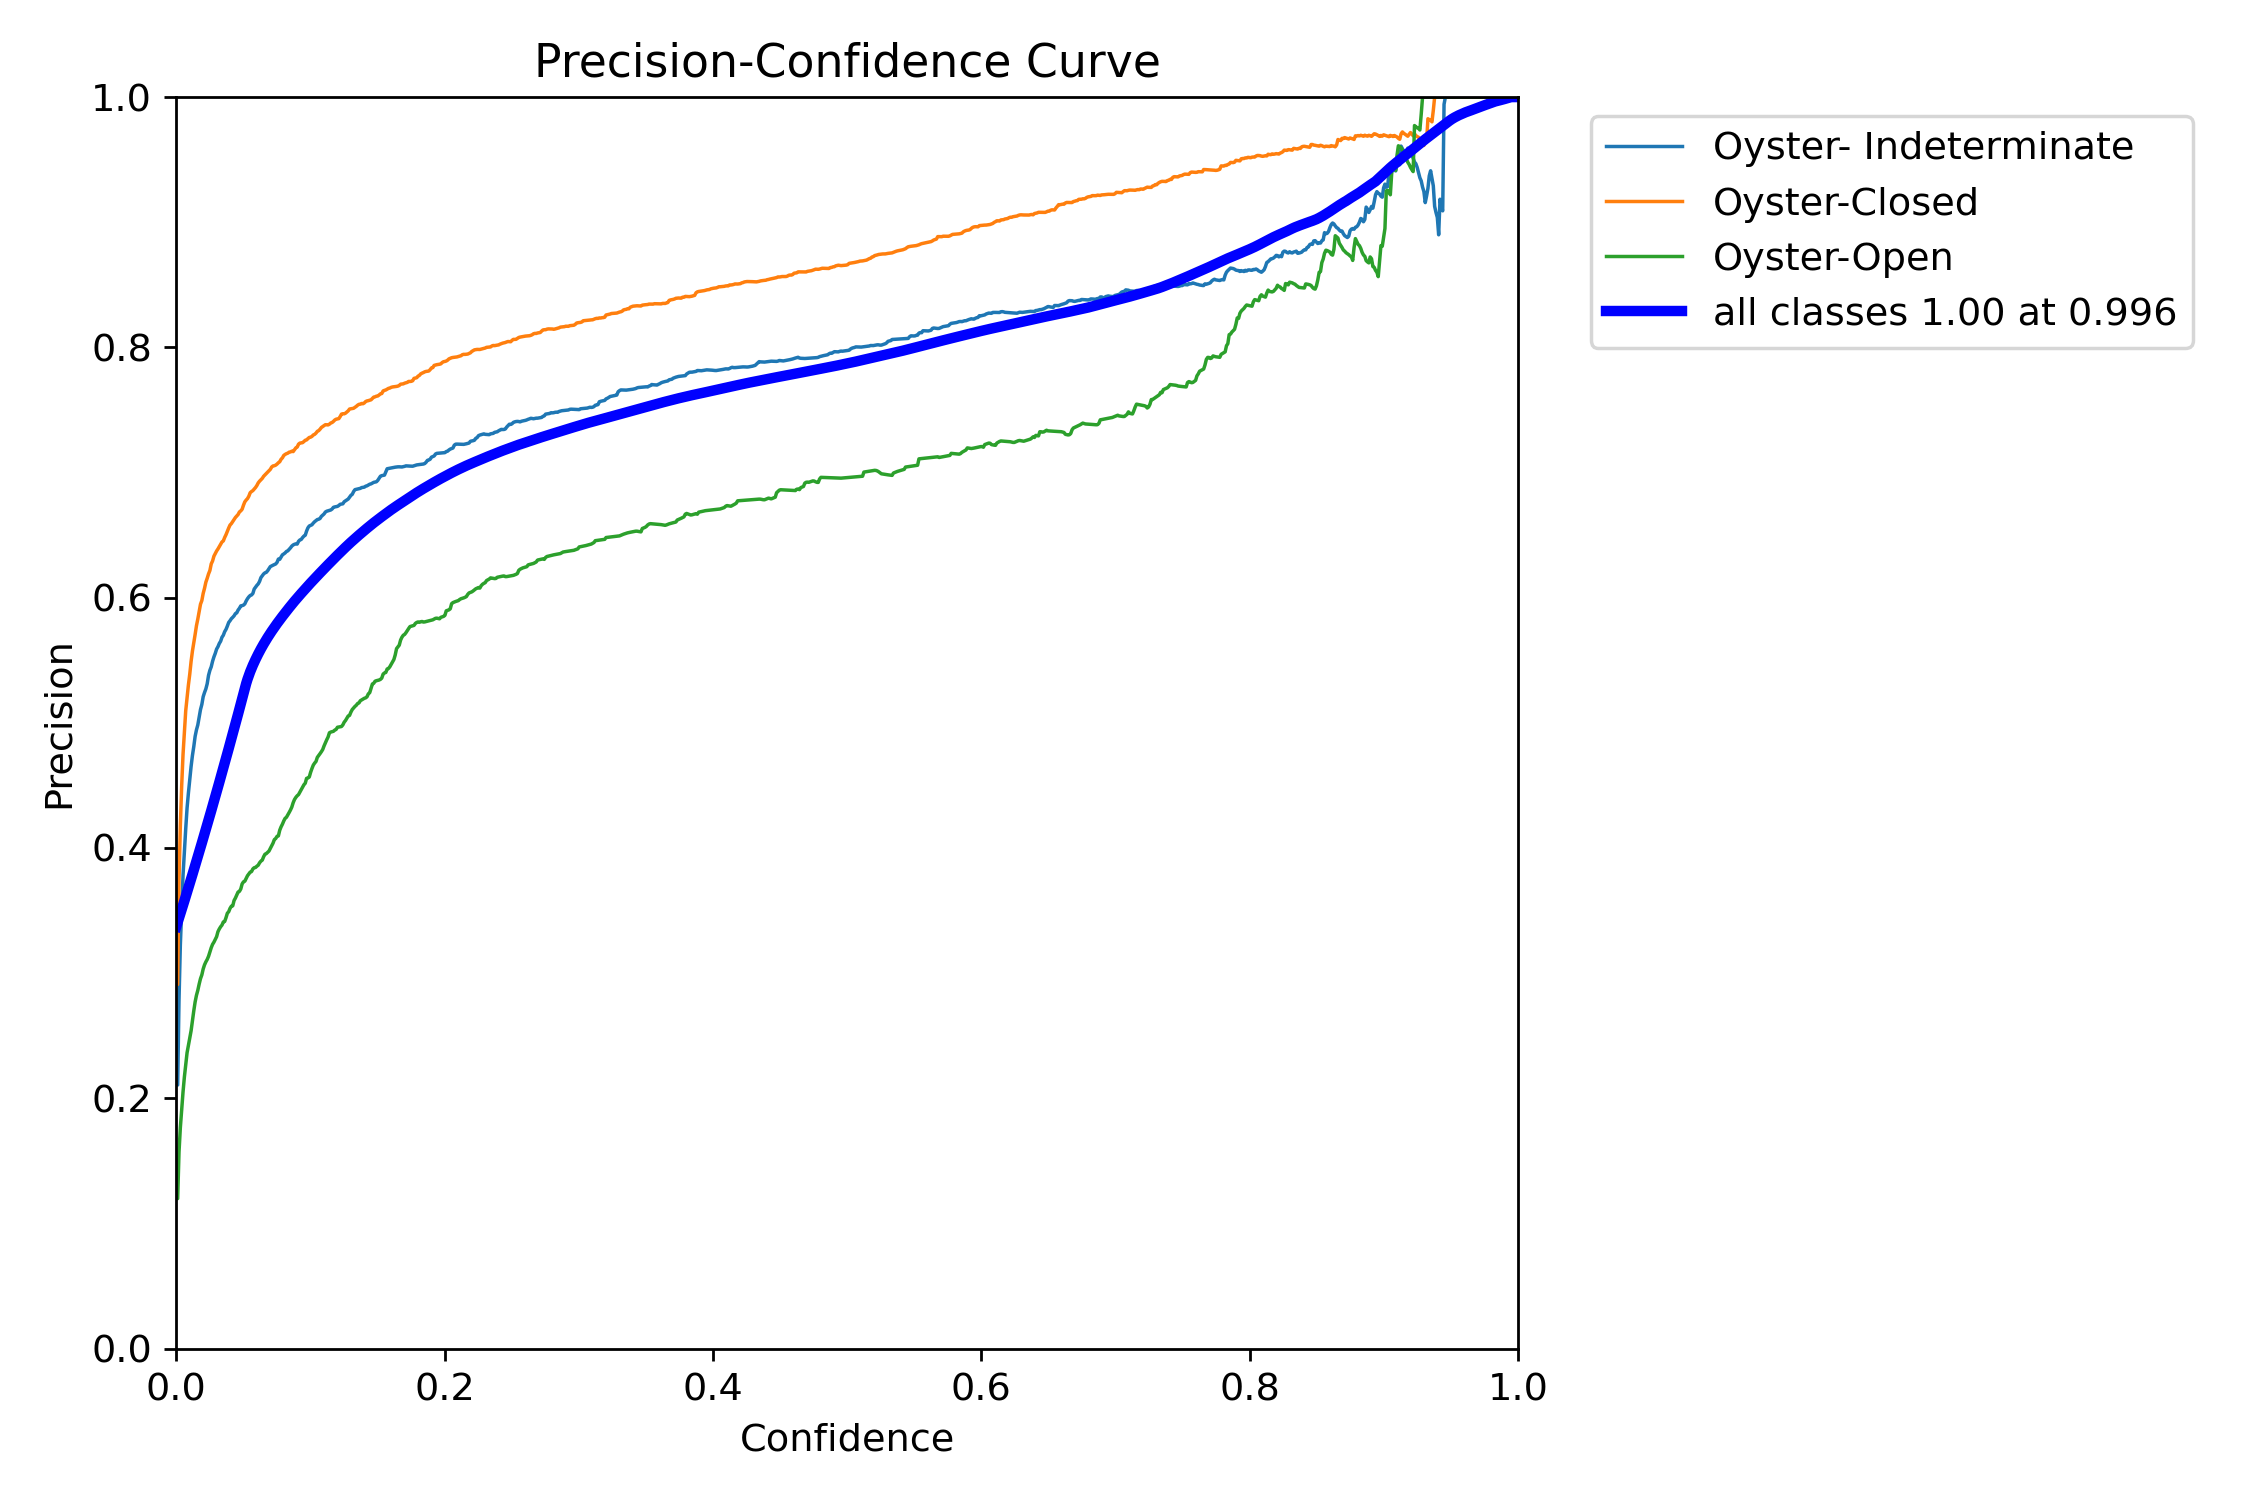 Precision-Confidence Curve
1.0
0.8
0.6
0.4
0.2
0.0
Precision
0.0 0.2 0.4 0.6 0.8 1.0
Confidence
Oyster- Indeterminate
Oyster-Closed
Oyster-Open
all classes 1.00 at 0.996